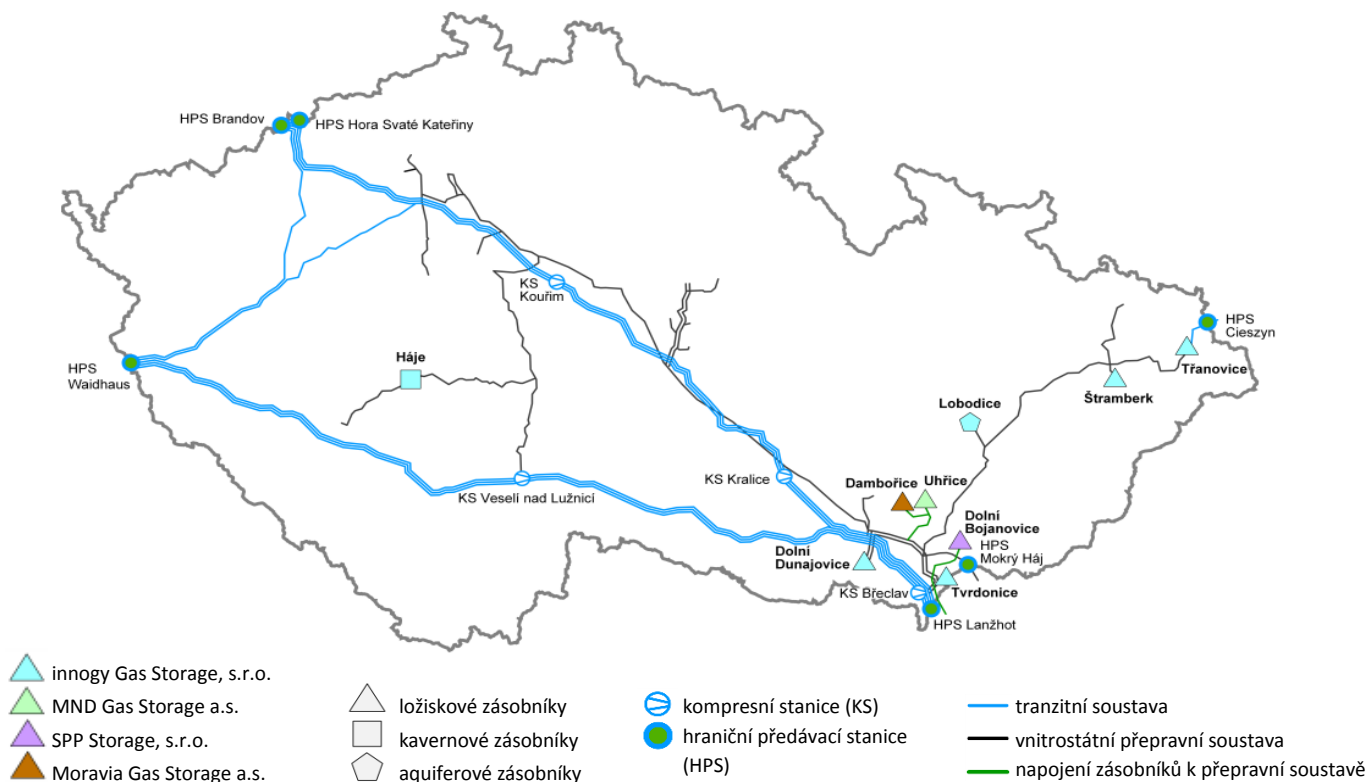 HPS Brandov
HPS Hora Svaté Kateřiny
KS
Kouřim
HPS
Cieszyn
HPS
Waidhaus
Háje
Třanovice
Štramberk
Lobodice
KS Kralice
Dambořice
Uhřice
KS Veselí nad Lužnicí
Dolní
Bojanovice
HPS
Mokrý Háj
Dolní
Dunajovice
KS Břeclav
Tvrdonice
HPS Lanžhot
innogy Gas Storage, s.r.o.
MND Gas Storage a.s.
SPP Storage, s.r.o.
Moravia Gas Storage a.s.
ložiskové zásobníky
kavernové zásobníky
aquiferové zásobníky
kompresní stanice (KS)
hraniční předávací stanice
(HPS)
tranzitní soustava
vnitrostátní přepravní soustava
napojení zásobníků k přepravní soustavě